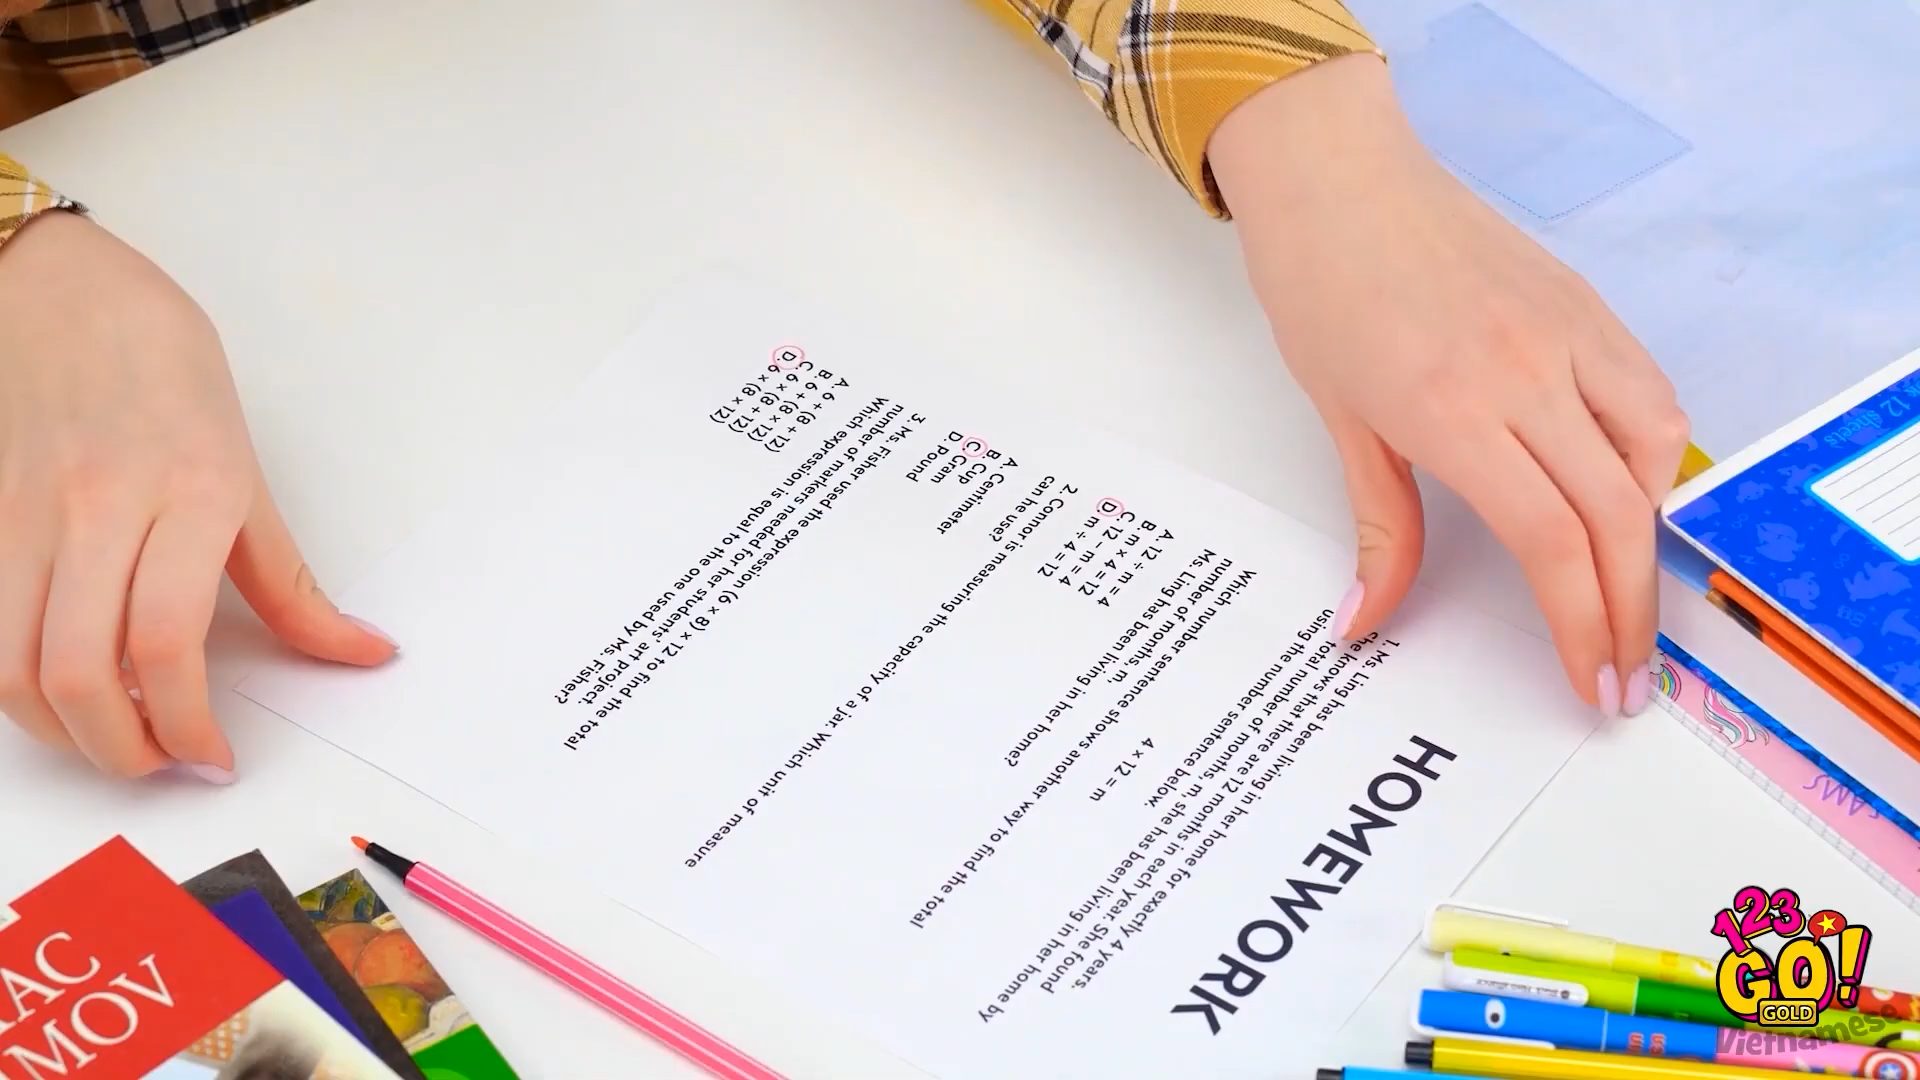 HOMEWORK
1. Ms. Ling has been living in her home for exactly 4 years.
she knows that there are 12 months in each year. She found
total number of months, m, she has been living in her home by
using the number sentence below.
4 × 12 = m
Which number sentence shows another way to find the total
number of months, m,
Ms. Ling has been living in her home?
A. 12 ÷ m = 4
B. m × 4 = 12
C. 12 − m = 4
D. m ÷ 4 = 12
2. Connor is measuring the capacity of a jar. Which unit of measure
can he use?
A. Centimeter
B. Cup
C. Gram
D. Pound
3. Ms. Fisher used the expression (6 × 8) × 12 to find the total
number of markers needed for her students' art project.
Which expression is equal to the one used by Ms. Fisher?
A. 6 + (8 + 12)
B. 6 + (8 × 12)
C. 6 × (8 + 12)
D. 6 × (8 × 12)
12 sheets
AC
MOV
SWAS
123
GO!
GOLD
Vietnamese